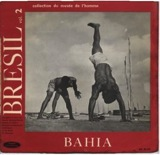 collection du musée de l'homme
BRESIL vol. 2
BAHIA